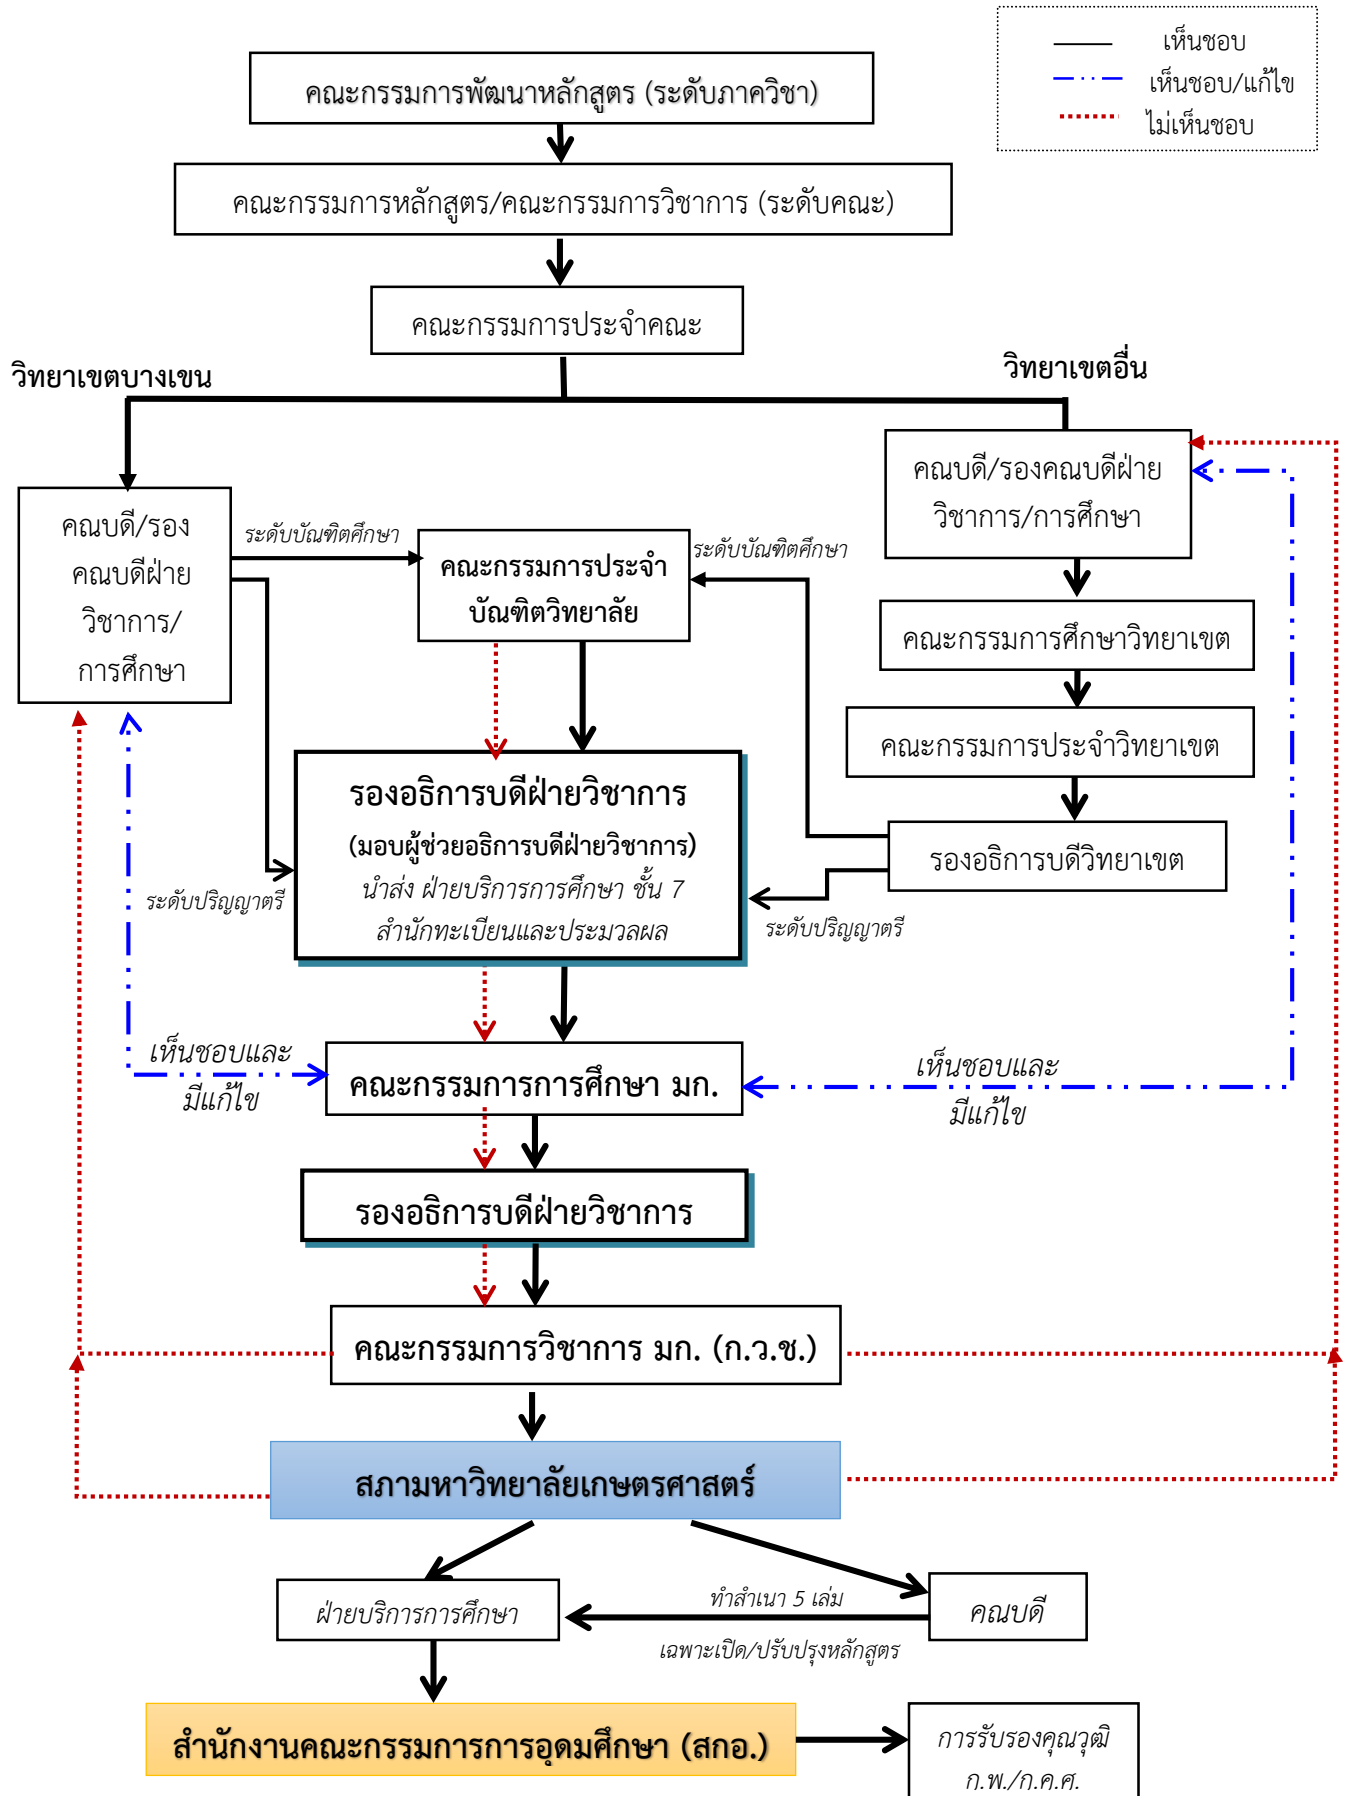 เห็นชอบ
เห็นชอบ/แก้ไข
ไม่เห็นชอบ
คณะกรรมการพัฒนาหลักสูตร (ระดับภาควิชา)
คณะกรรมการหลักสูตร/คณะกรรมการวิชาการ (ระดับคณะ)
คณะกรรมการประจำคณะ
วิทยาเขตบางเขน
วิทยาเขตอื่น
คณบดี/รอง
คณบดีฝ่าย
วิชาการ/
การศึกษา
ระดับบัณฑิตศึกษา
คณะกรรมการประจำ
บัณฑิตวิทยาลัย
ระดับบัณฑิตศึกษา
คณบดี/รองคณบดีฝ่าย
วิชาการ/การศึกษา
คณะกรรมการศึกษาวิทยาเขต
คณะกรรมการประจำวิทยาเขต
รองอธิการบดีวิทยาเขต
รองอธิการบดีฝ่ายวิชาการ
(มอบผู้ช่วยอธิการบดีฝ่ายวิชาการ)
นำส่ง ฝ่ายบริการการศึกษา ชั้น 7
สำนักทะเบียนและประมวลผล
ระดับปริญญาตรี
ระดับปริญญาตรี
เห็นชอบและ
มีแก้ไข
คณะกรรมการการศึกษา มก.
เห็นชอบและ
มีแก้ไข
รองอธิการบดีฝ่ายวิชาการ
คณะกรรมการวิชาการ มก. (ก.ว.ช.)
สภามหาวิทยาลัยเกษตรศาสตร์
ฝ่ายบริการการศึกษา
ทำสำเนา 5 เล่ม
เฉพาะเปิด/ปรับปรุงหลักสูตร
คณบดี
สำนักงานคณะกรรมการการอุดมศึกษา (สกอ.)
การรับรองคุณวุฒิ
ก.พ./ก.ค.ศ.